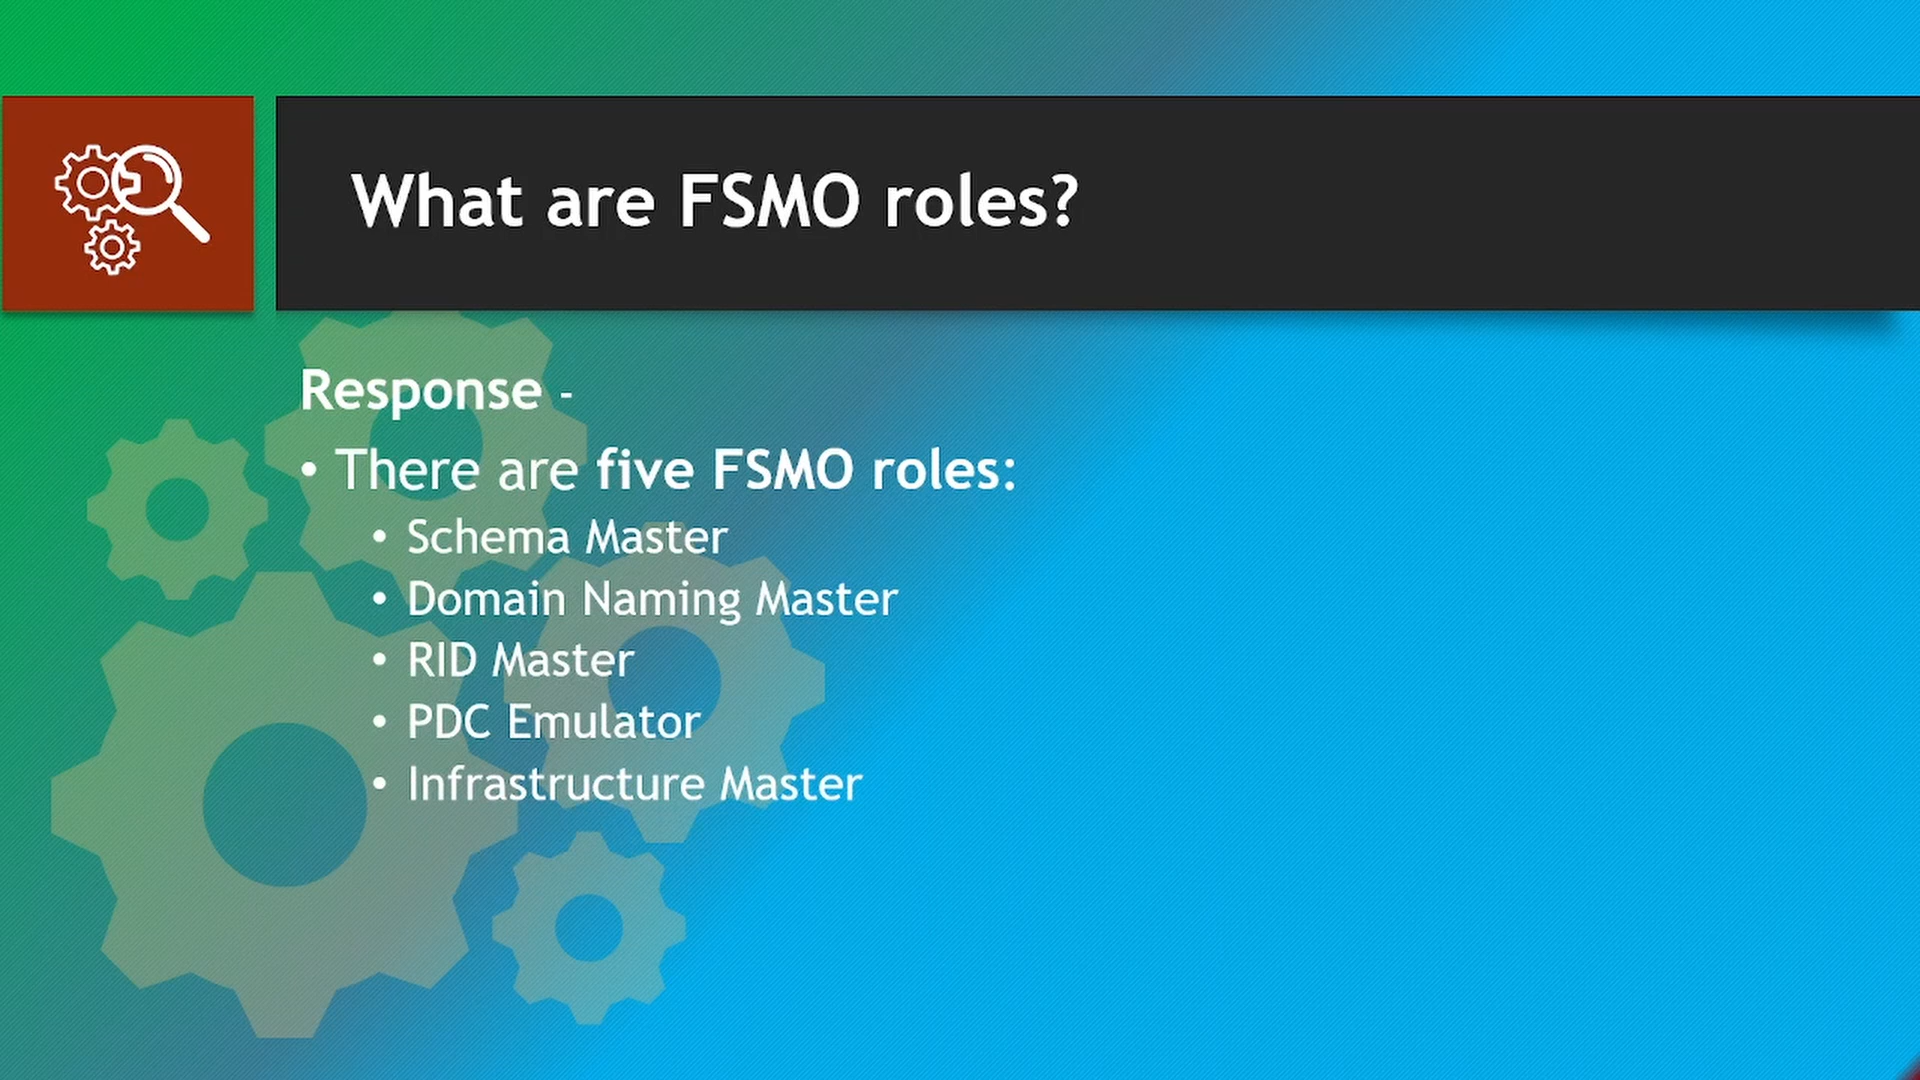 What are FSMO roles?
Response -
• There are five FSMO roles:
• Schema Master
• Domain Naming Master
• RID Master
• PDC Emulator
• Infrastructure Master